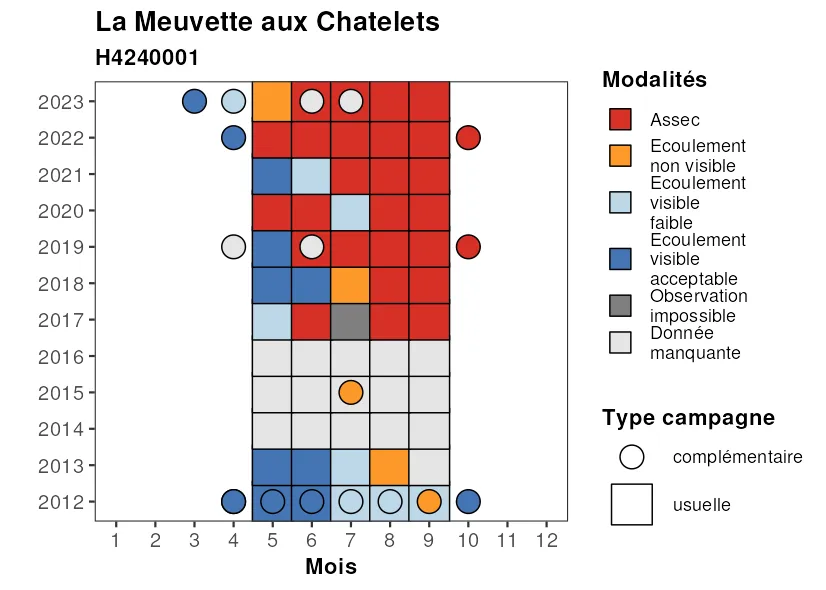 La Meuvette aux Chatelets
H4240001
2023
2022
2021
2020
2019
2018
2017
2016
2015
2014
2013
2012
1 2 3 4 5 6 7 8 9 10 11 12
Mois
Modalités
Assec
Ecoulement
non visible
Ecoulement
visible
faible
Ecoulement
visible
acceptable
Observation
impossible
Donnée
manquante
Type campagne
complémentaire
usuelle